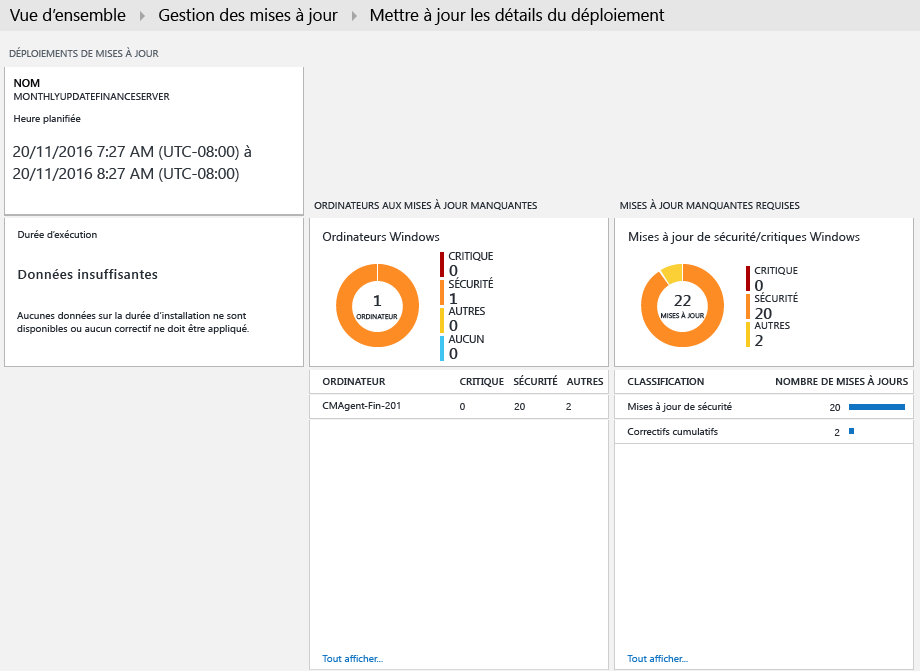 Vue d'ensemble Gestion des mises à jour Mettre à jour les détails du déploiement
DÉPLOIEMENTS DE MISES À JOUR
NOM
MONTHLYUPDATEFINANCESERVER
Heure planifiée
20/11/2016 7:27 AM (UTC-08:00) à
20/11/2016 8:27 AM (UTC-08:00)
Durée d'exécution
Données insuffisantes
Aucunes données sur la durée d'installation ne sont
disponibles ou aucun correctif ne doit être appliqué.
ORDINATEURS AUX MISES À JOUR MANQUANTES
Ordinateurs Windows
1
ORDINATEUR
CRITIQUE
0
SÉCURITÉ
1
AUTRES
0
AUCUN
0
ORDINATEUR CRITIQUE SÉCURITÉ AUTRES
CMAgent-Fin-201 0 20 2
Tout afficher...
MISES À JOUR MANQUANTES REQUISES
Mises à jour de sécurité/critiques Windows
22
MISES À JOUR
CRITIQUE
0
SÉCURITÉ
20
AUTRES
2
CLASSIFICATION NOMBRE DE MISES À JOURS
Mises à jour de sécurité 20
Correctifs cumulatifs 2
Tout afficher...